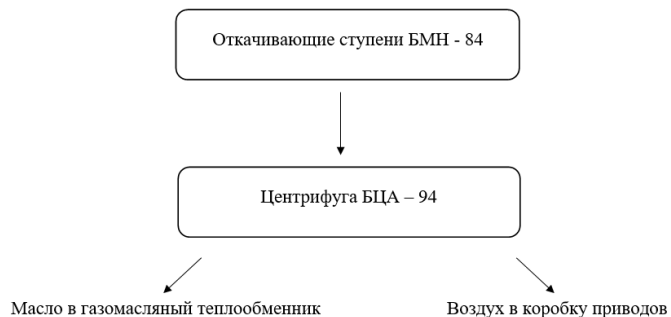 Откачивающие ступени БМН - 84
Центрифуга БЦА – 94
Масло в газомасляный теплообменник
Воздух в коробку приводов